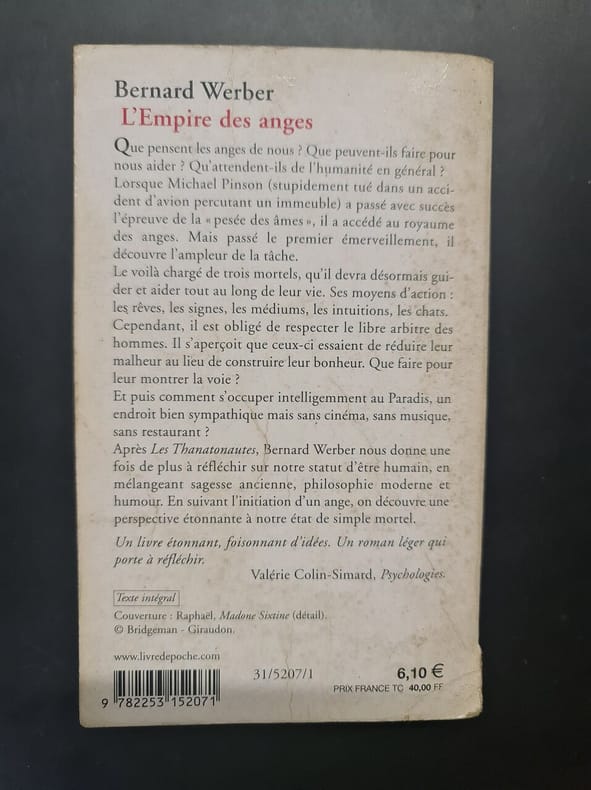 Bernard Werber
L'Empire des anges
Que pensent les anges de nous ? Que peuvent-ils faire pour
nous aider ? Qu'attendent-ils de l'humanité en général ?
Lorsque Michael Pinson (stupidement tué dans un acci-
dent d'avion percutant un immeuble) a passé avec succès
l'épreuve de la « pesée des âmes », il a accédé au royaume
des anges. Mais passé le premier émerveillement, il
découvre l'ampleur de la tâche.
Le voilà chargé de trois mortels, qu'il devra désormais gui-
der et aider tout au long de leur vie. Ses moyens d'action :
les rêves, les signes, les médiums, les intuitions, les chats.
Cependant, il est obligé de respecter le libre arbitre des
hommes. Il s'aperçoit que ceux-ci essaient de réduire leur
malheur au lieu de construire leur bonheur. Que faire pour
leur montrer la voie ?
Et puis comment s'occuper intelligemment au Paradis, un
endroit bien sympathique mais sans cinéma, sans musique,
sans restaurant ?
Après Les Thanatonautes, Bernard Werber nous donne une
fois de plus à réfléchir sur notre statut d'être humain, en
mélangeant sagesse ancienne, philosophie moderne et
humour. En suivant l'initiation d'un ange, on découvre une
perspective étonnante à notre état de simple mortel.
Un livre étonnant, foisonnant d'idées. Un roman léger qui
porte à réfléchir.
Valérie Colin-Simard, Psychologies.
Texte intégral
Couverture : Raphaël, Madone Sixtine (détail).
© Bridgeman - Giraudon.
www.livredepoche.com
31/5207/1
6,10 €
PRIX FRANCE TC 40,00 FF
9 782253 152071